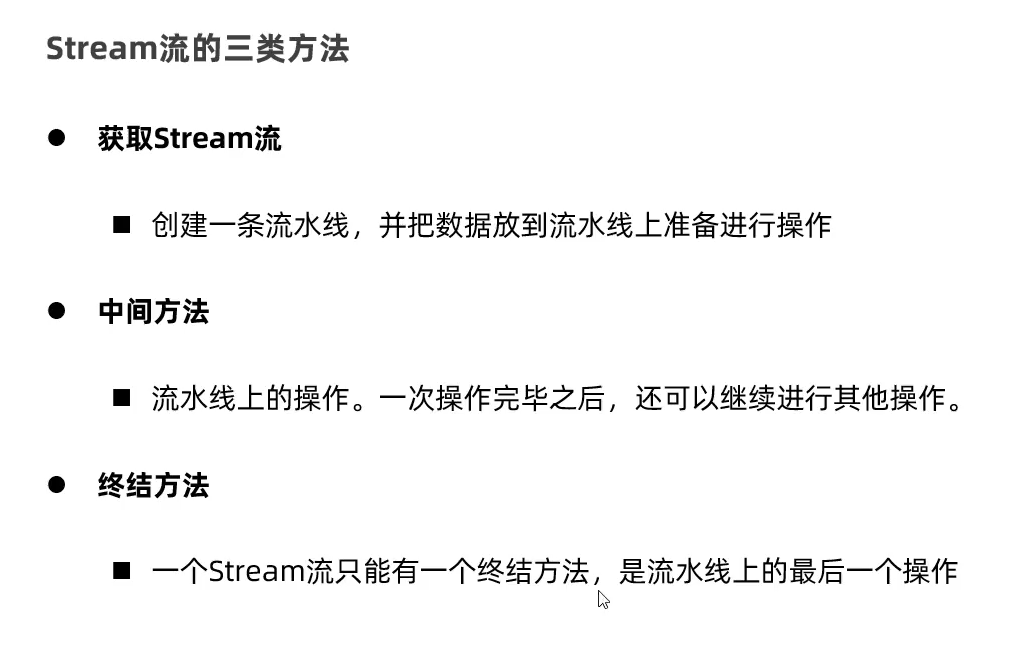 Stream流的三类方法
● 获取Stream流
■ 创建一条流水线，并把数据放到流水线上准备进行操作
● 中间方法
■ 流水线上的操作。一次操作完毕之后，还可以继续进行其他操作。
● 终结方法
■ 一个Stream流只能有一个终结方法，是流水线上的最后一个操作